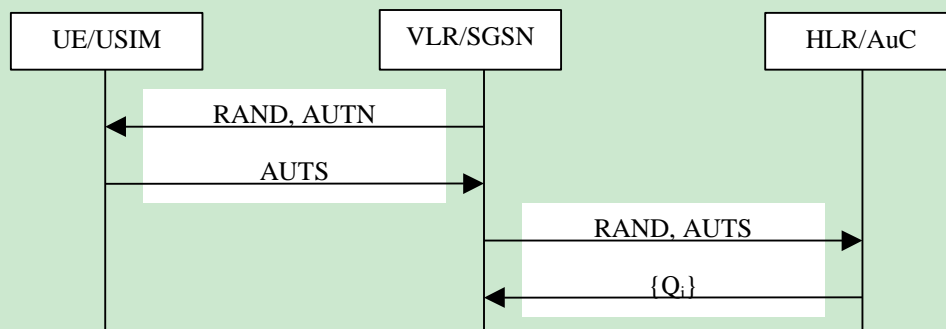 UE/USIM
VLR/SGSN
HLR/AuC
RAND, AUTN
AUTS
RAND, AUTS
{Qᵢ}